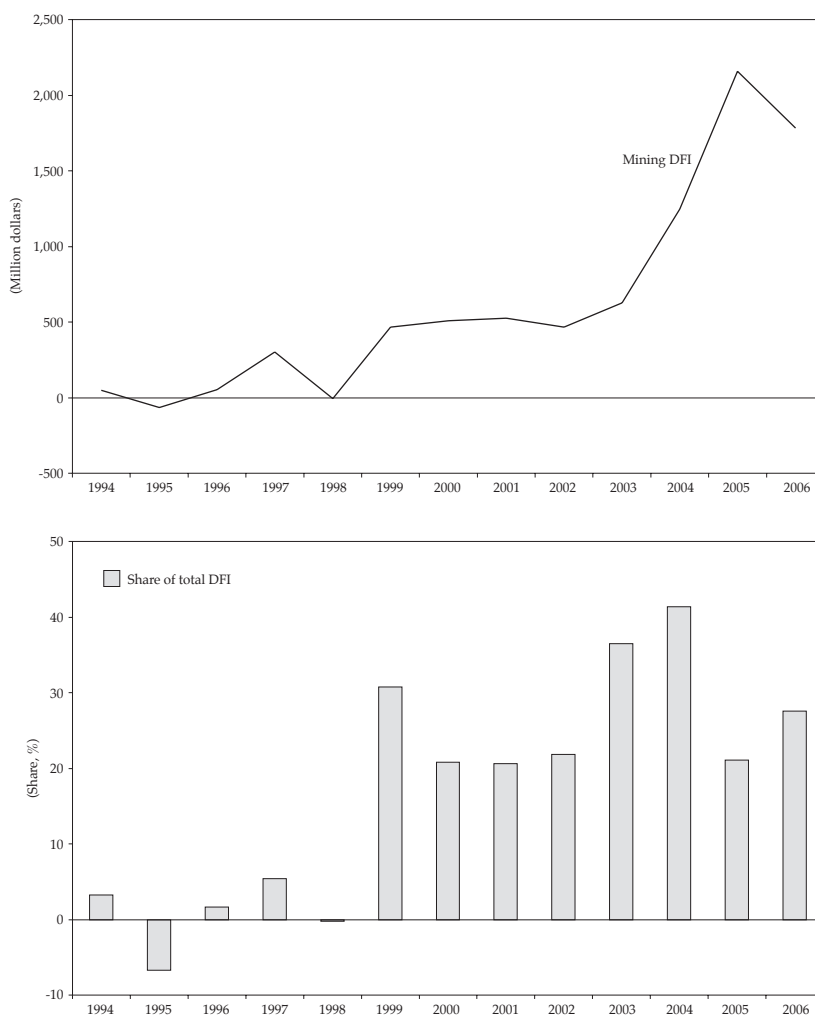 2,500
2,000
1,500
1,000
500
0
-500
(Million dollars)
Mining DFI
1994 1995 1996 1997 1998 1999 2000 2001 2002 2003 2004 2005 2006
50
40
30
20
10
0
-10
(Share, %)
Share of total DFI
1994 1995 1996 1997 1998 1999 2000 2001 2002 2003 2004 2005 2006